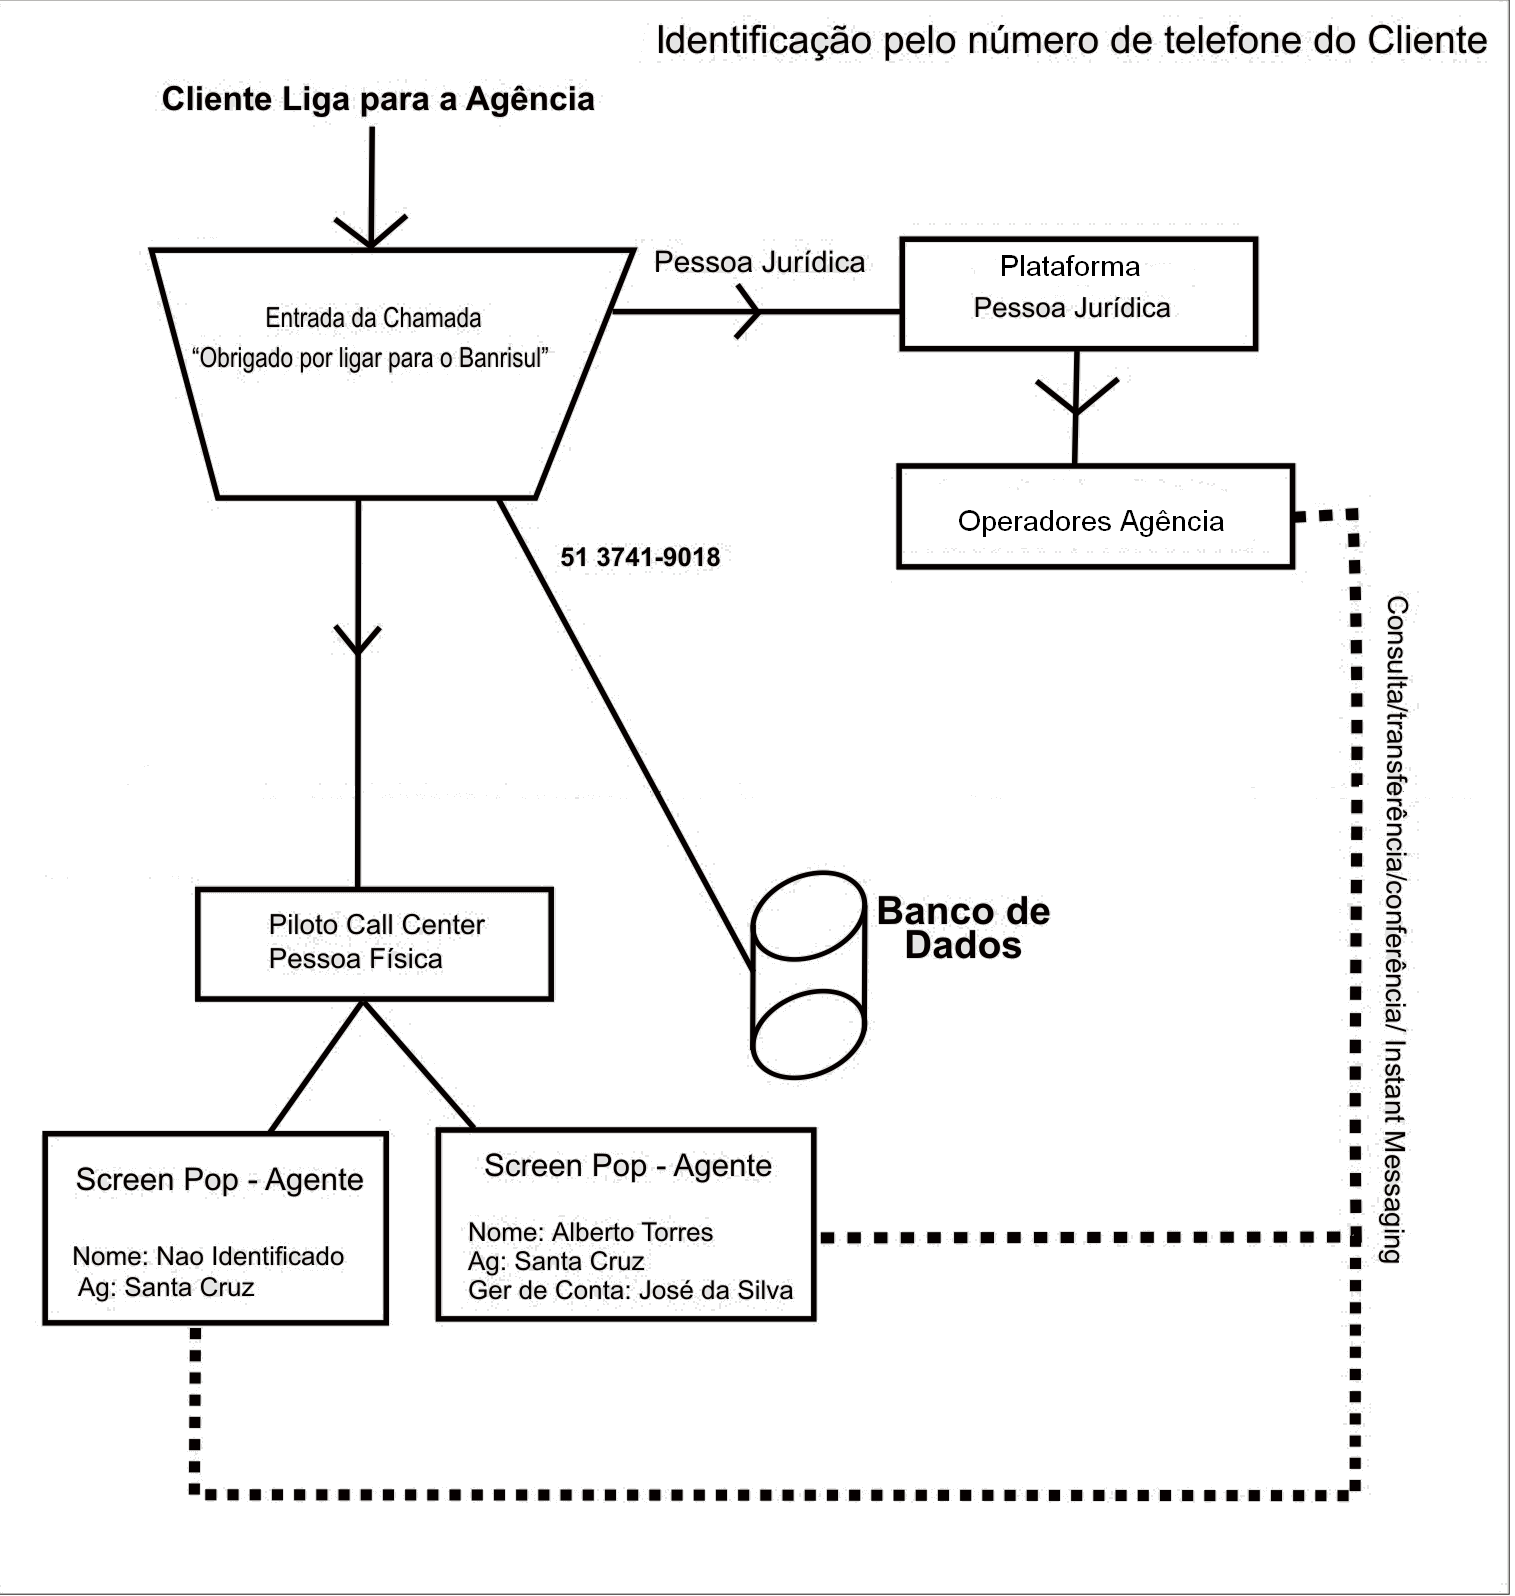 Identificação pelo número de telefone do Cliente
Cliente Liga para a Agência
Entrada da Chamada
“Obrigado por ligar para o Banrisul”
Pessoa Jurídica
Plataforma
Pessoa Jurídica
Operadores Agência
51 3741-9018
Consulta/transferência/conferência/ Instant Messaging
Piloto Call Center
Pessoa Física
Banco de
Dados
Screen Pop - Agente
Nome: Nao Identificado
Ag: Santa Cruz
Screen Pop - Agente
Nome: Alberto Torres
Ag: Santa Cruz
Ger de Conta: José da Silva